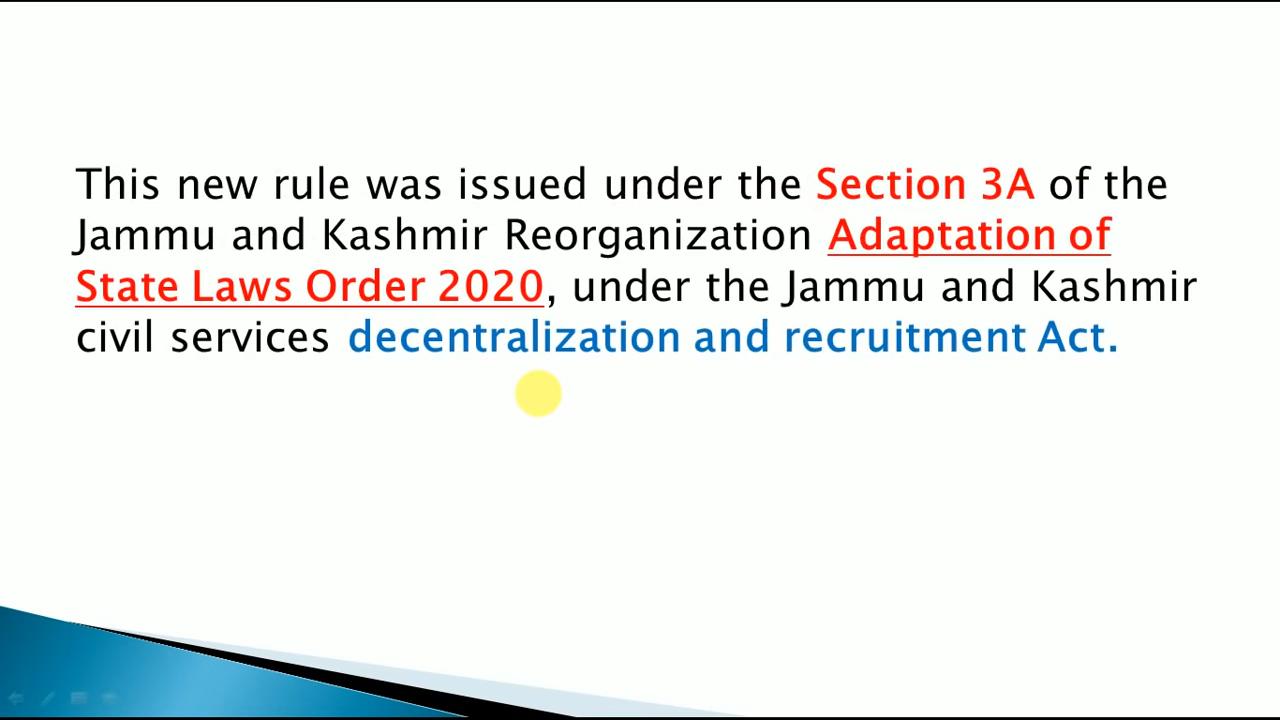 This new rule was issued under the Section 3A of the
Jammu and Kashmir Reorganization Adaptation of
State Laws Order 2020, under the Jammu and Kashmir
civil services decentralization and recruitment Act.